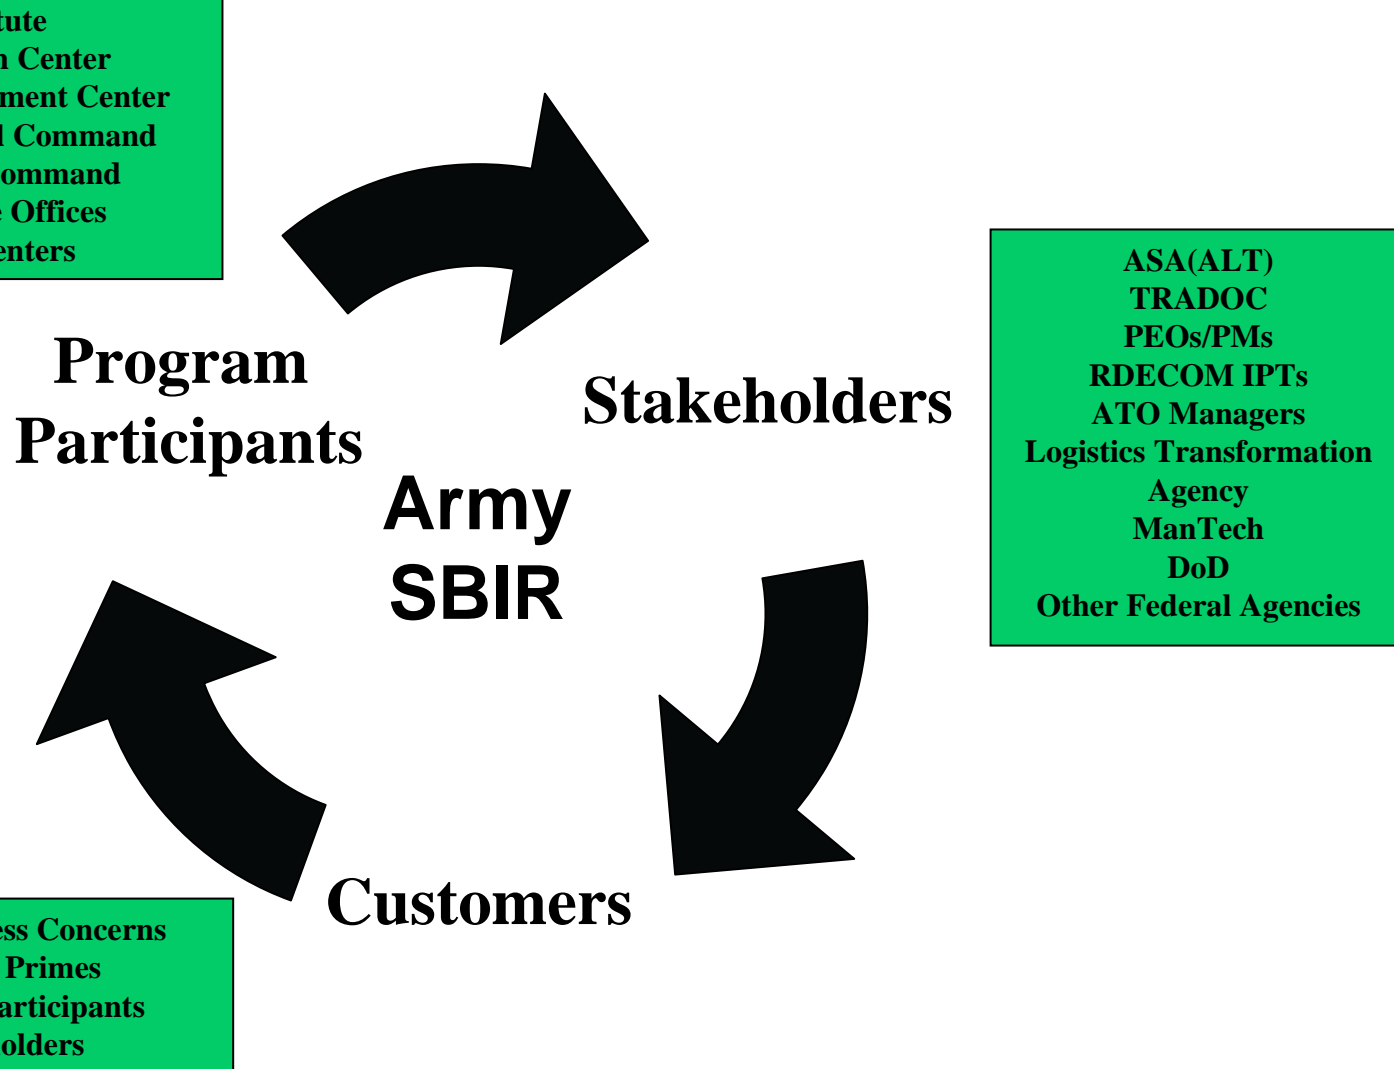 tute
Center
ment Center
Command
ommand
Offices
enters
Program
Participants
Stakeholders
Army
SBIR
ASA(ALT)
TRADOC
PEOs/PMs
RDECOM IPTs
ATO Managers
Logistics Transformation
Agency
ManTech
DoD
Other Federal Agencies
Customers
ess Concerns
Primes
articipants
olders